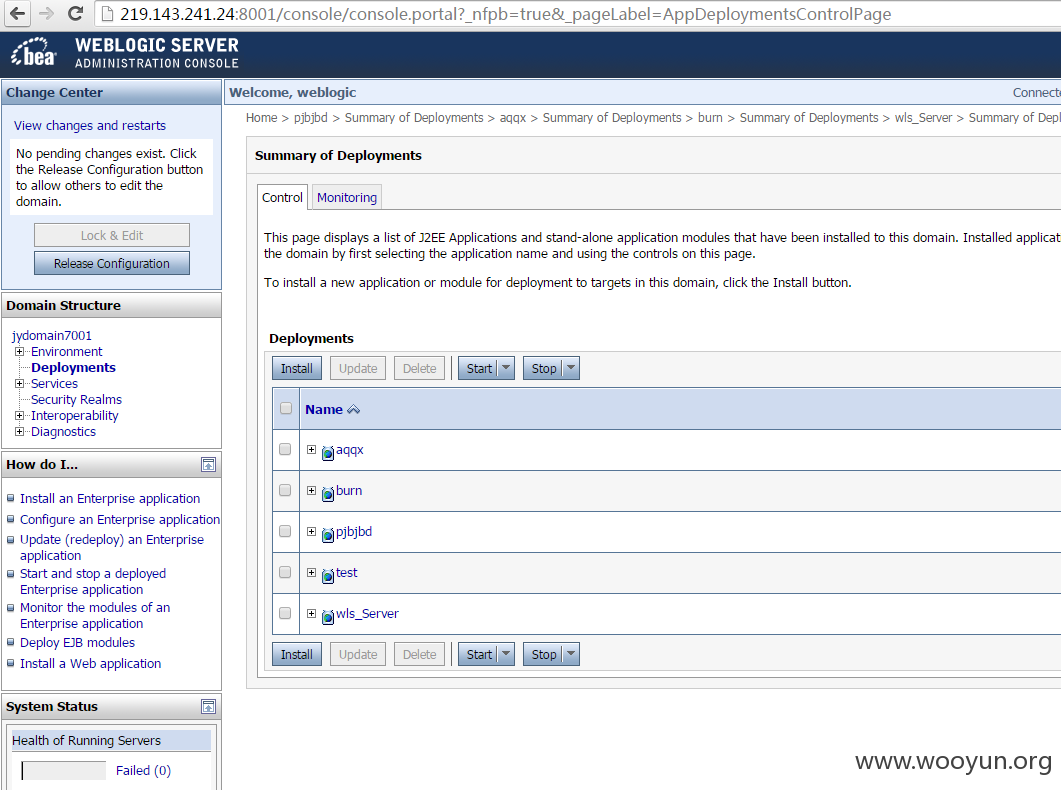 219.143.241.24:8001/console/console.portal?_nfpb=true&_pageLabel=AppDeploymentsControlPage
bea
WEBLOGIC SERVER
ADMINISTRATION CONSOLE
Change Center
View changes and restarts
No pending changes exist. Click
the Release Configuration button
to allow others to edit the
domain.
Lock & Edit
Release Configuration
Domain Structure
jydomain7001
Environment
Deployments
Services
Security Realms
Interoperability
Diagnostics
How do I...
Install an Enterprise application
Configure an Enterprise application
Update (redeploy) an Enterprise
application
Start and stop a deployed
Enterprise application
Monitor the modules of an
Enterprise application
Deploy EJB modules
Install a Web application
System Status
Health of Running Servers
Failed (0)
Welcome, weblogic
Connecte
Home > pjbjbd > Summary of Deployments > aqqx > Summary of Deployments > burn > Summary of Deployments > wls_Server > Summary of Depl
Summary of Deployments
Control Monitoring
This page displays a list of J2EE Applications and stand-alone application modules that have been installed to this domain. Installed applicatio
the domain by first selecting the application name and using the controls on this page.
To install a new application or module for deployment to targets in this domain, click the Install button.
Deployments
Install Update Delete Start Stop
Name
aqqx
burn
pjbjbd
test
wls_Server
Install Update Delete Start Stop
www.wooyun.org